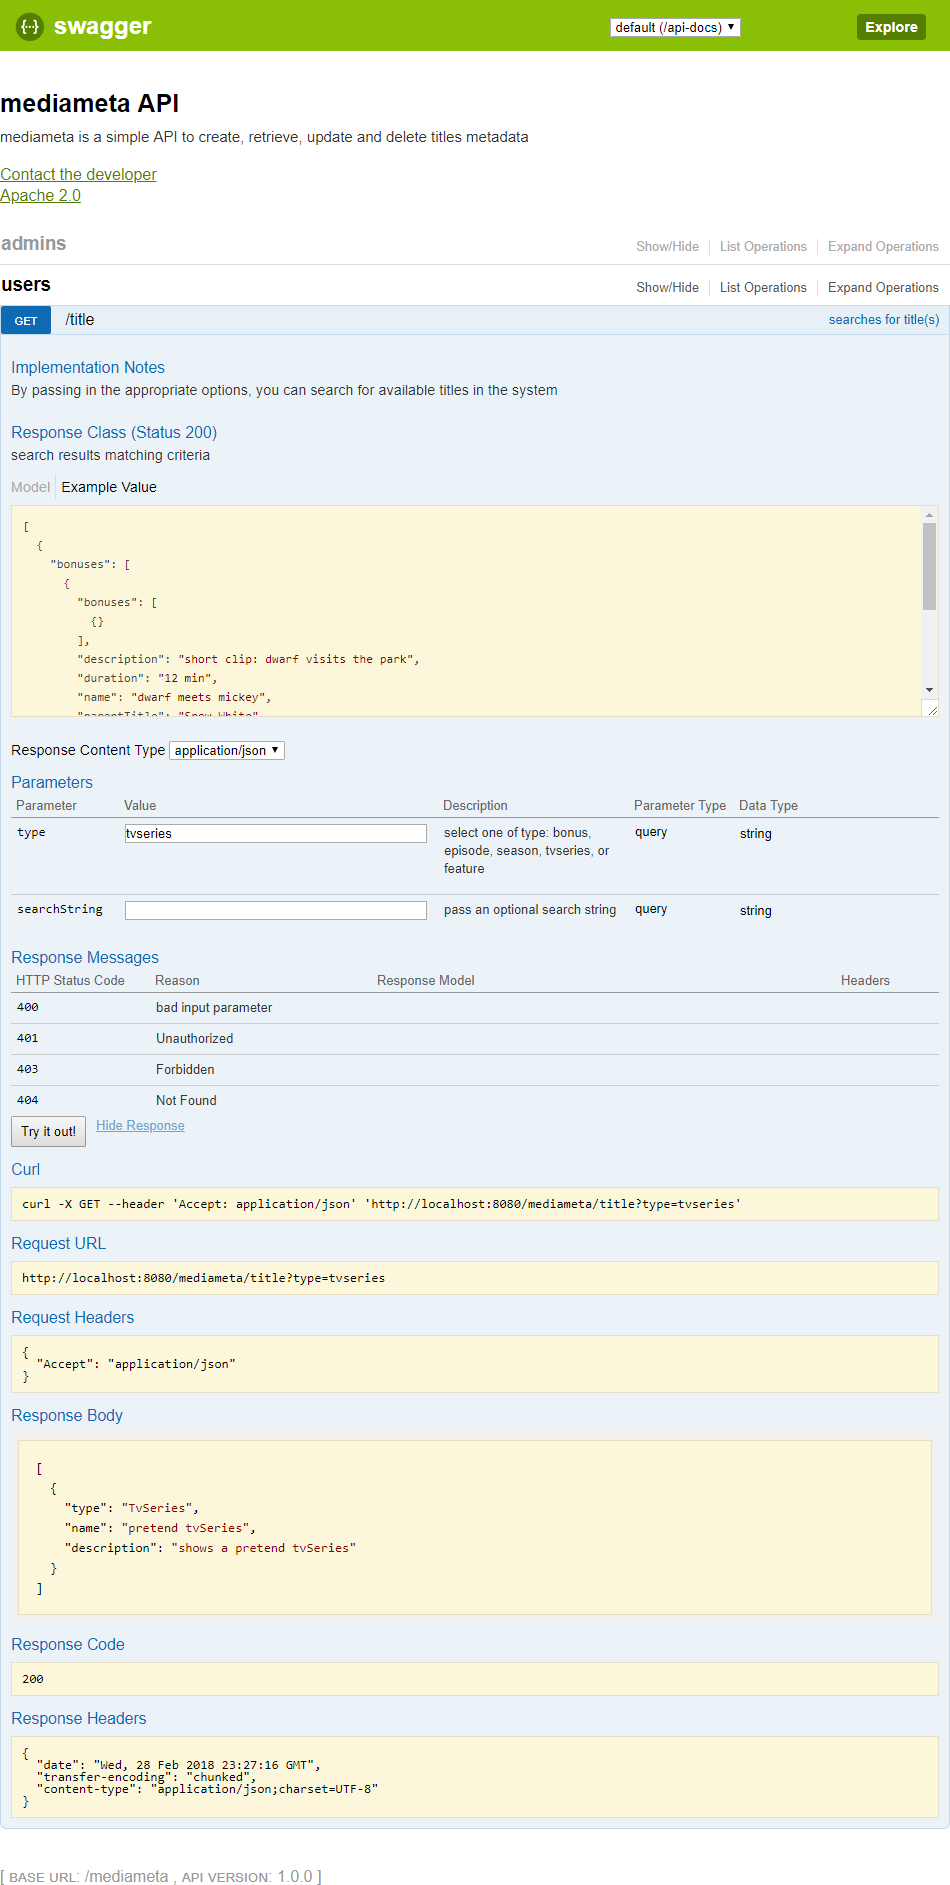 {···} swagger default (/api-docs) Explore
mediameta API
mediameta is a simple API to create, retrieve, update and delete titles metadata
Contact the developer
Apache 2.0
admins Show/Hide List Operations Expand Operations
users Show/Hide List Operations Expand Operations
GET /title searches for title(s)
Implementation Notes
By passing in the appropriate options, you can search for available titles in the system
Response Class (Status 200)
search results matching criteria
Model Example Value
[
{
"bonuses": [
{
"bonuses": [
{}
],
"description": "short clip: dwarf visits the park",
"duration": "12 min",
"name": "dwarf meets mickey",
"parentTitle": "Snow White"
Response Content Type application/json
Parameters
Parameter Value Description Parameter Type Data Type
type tvseries select one of type: bonus, query string
episode, season, tvseries, or
feature
searchString pass an optional search string query string
Response Messages
HTTP Status Code Reason Response Model Headers
400 bad input parameter
401 Unauthorized
403 Forbidden
404 Not Found
Try it out! Hide Response
Curl
curl -X GET --header 'Accept: application/json' 'http://localhost:8080/mediameta/title?type=tvseries'
Request URL
http://localhost:8080/mediameta/title?type=tvseries
Request Headers
{
"Accept": "application/json"
}
Response Body
[
{
"type": "TvSeries",
"name": "pretend tvSeries",
"description": "shows a pretend tvSeries"
}
]
Response Code
200
Response Headers
{
"date": "Wed, 28 Feb 2018 23:27:16 GMT",
"transfer-encoding": "chunked",
"content-type": "application/json;charset=UTF-8"
}
[ BASE URL: /mediameta , API VERSION: 1.0.0 ]